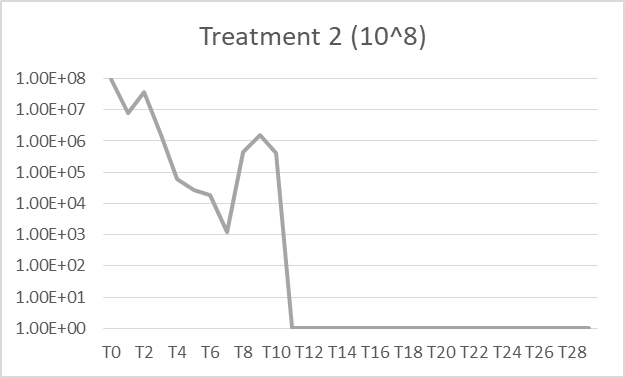 Treatment 2 (10^8)
1.00E+08
1.00E+07
1.00E+06
1.00E+05
1.00E+04
1.00E+03
1.00E+02
1.00E+01
1.00E+00
T0 T2 T4 T6 T8 T10 T12 T14 T16 T18 T20 T22 T24 T26 T28